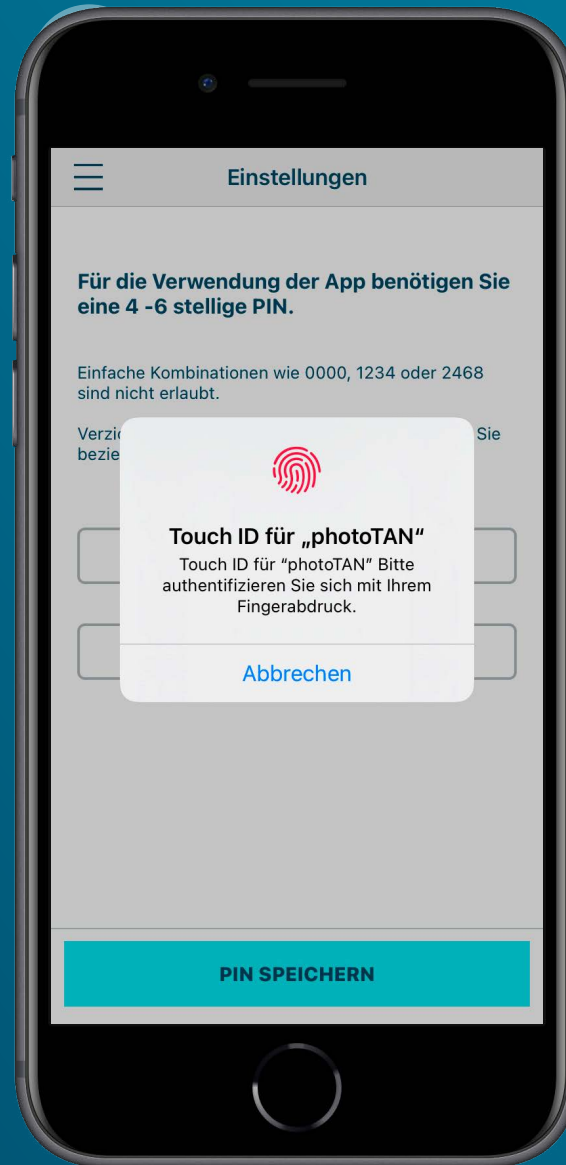 Einstellungen
Für die Verwendung der App benötigen Sie
eine 4 -6 stellige PIN.
Einfache Kombinationen wie 0000, 1234 oder 2468
sind nicht erlaubt.
Sie
Touch ID für „photoTAN“
Touch ID für “photoTAN” Bitte
authentifizieren Sie sich mit Ihrem
Fingerabdruck.
Abbrechen
PIN SPEICHERN